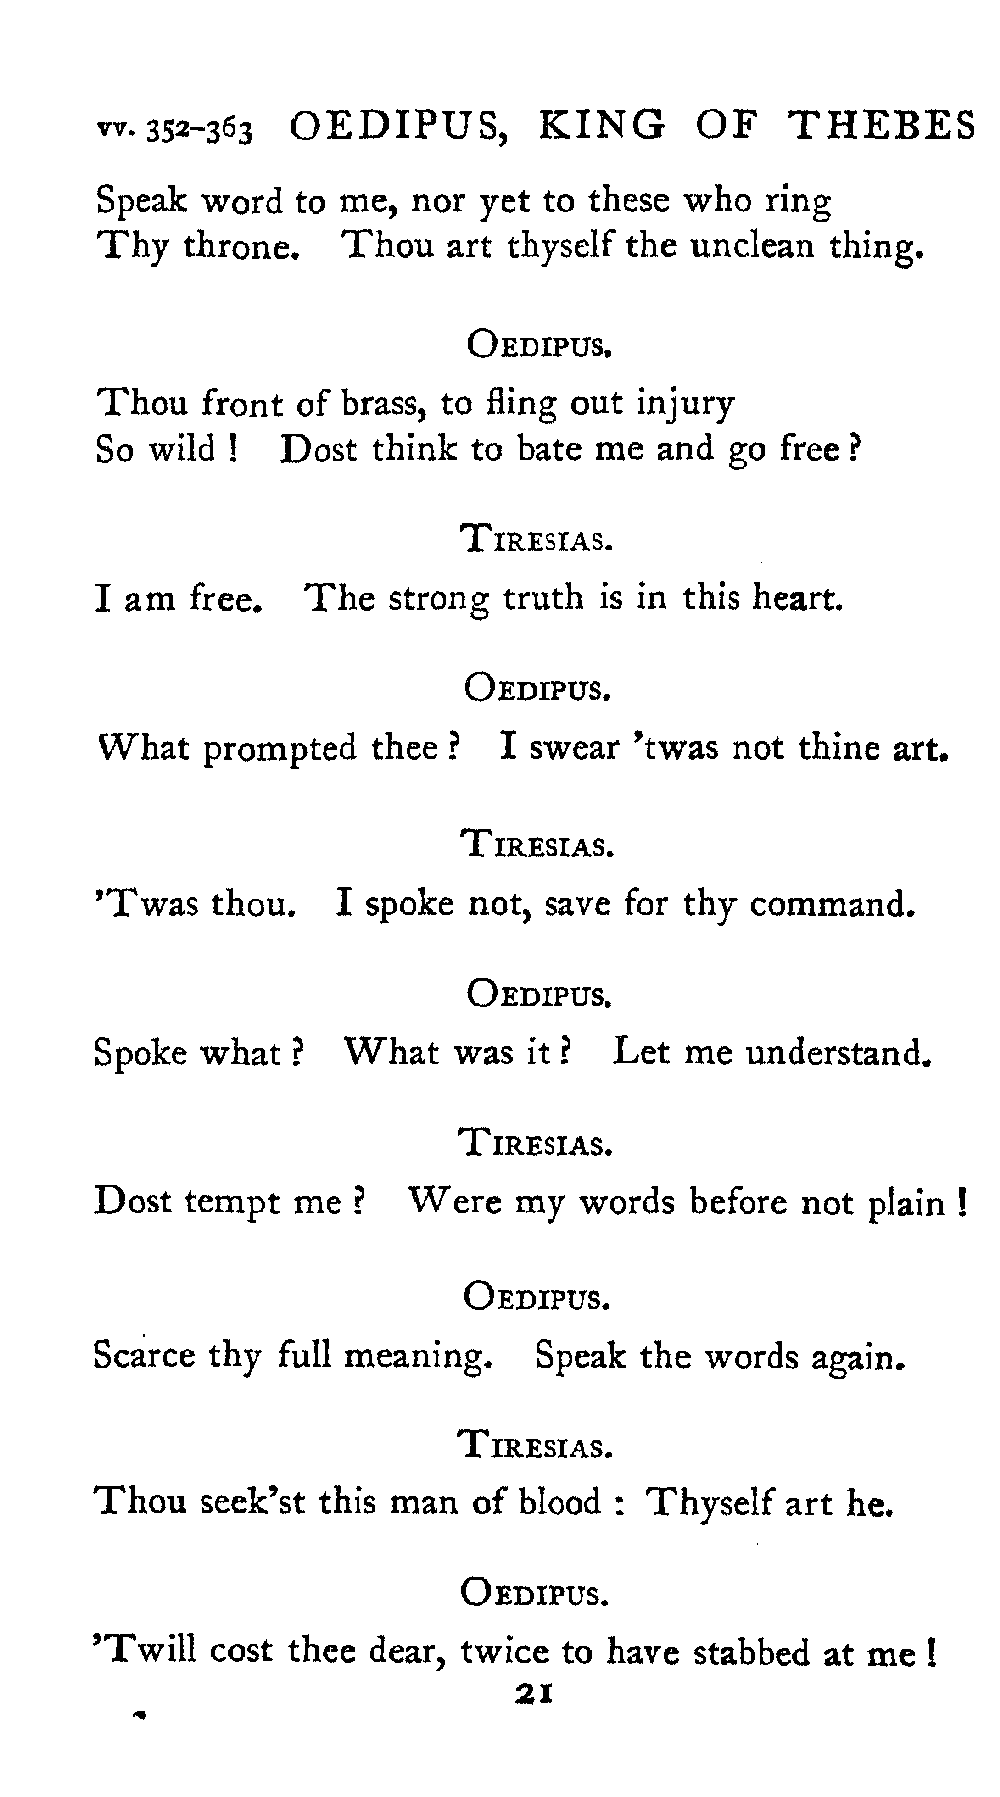 vv. 352–363 OEDIPUS, KING OF THEBES
Speak word to me, nor yet to these who ring
Thy throne. Thou art thyself the unclean thing.
OEDIPUS.
Thou front of brass, to fling out injury
So wild ! Dost think to bate me and go free ?
TIRESIAS.
I am free. The strong truth is in this heart.
OEDIPUS.
What prompted thee ? I swear ’twas not thine art.
TIRESIAS.
’Twas thou. I spoke not, save for thy command.
OEDIPUS.
Spoke what ? What was it ? Let me understand.
TIRESIAS.
Dost tempt me ? Were my words before not plain !
OEDIPUS.
Scarce thy full meaning. Speak the words again.
TIRESIAS.
Thou seek’st this man of blood : Thyself art he.
OEDIPUS.
’Twill cost thee dear, twice to have stabbed at me !
21